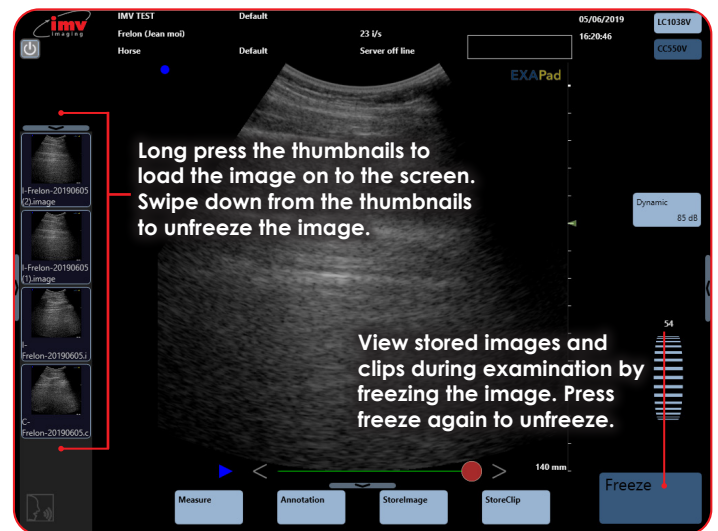 imv
imaging
IMV TEST
Default
Felon (Jean moi)
23 i/s
Horse
Default
Server off line
05/06/2019
16:20:46
LC1038V
CC550V
EXAPad
Long press the thumbnails to
load the image on to the screen.
Swipe down from the thumbnails
to unfreeze the image.
I-Frelon-20190605
(2).image
I-Frelon-20190605
(1).image
I-
Frelon-20190605.i
C-
Frelon-20190605.c
Dynamic
85 dB
54
View stored images and
clips during examination by
freezing the image. Press
freeze again to unfreeze.
140 mm
Measure
Annotation
StoreImage
StoreClip
Freeze